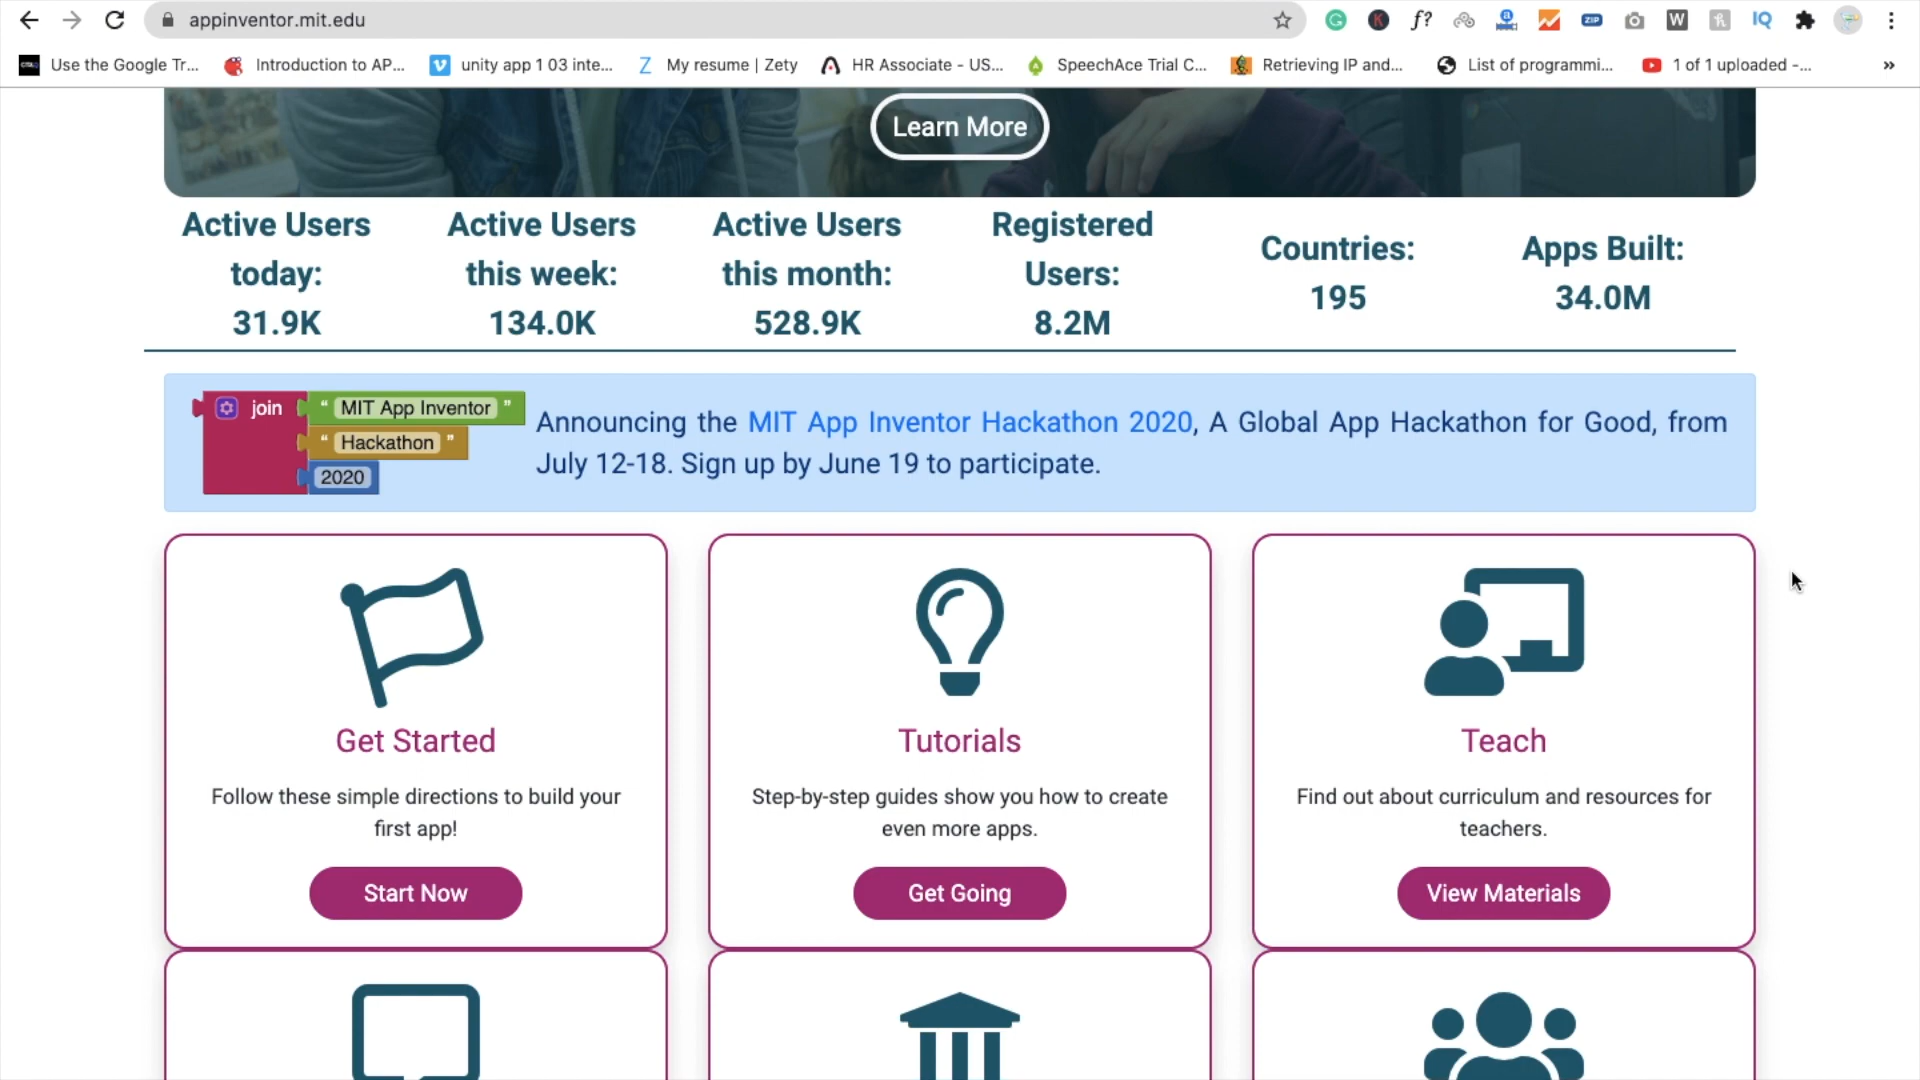 appinventor.mit.edu
Use the Google Tr...
Introduction to AP...
unity app 1 03 inte...
My resume | Zety
HR Associate - US...
SpeechAce Trial C...
Retrieving IP and...
List of programmi...
1 of 1 uploaded -...
Learn More
Active Users
today:
31.9K
Active Users
this week:
134.0K
Active Users
this month:
528.9K
Registered
Users:
8.2M
Countries:
195
Apps Built:
34.0M
join
" MIT App Inventor "
" Hackathon "
2020
Announcing the MIT App Inventor Hackathon 2020, A Global App Hackathon for Good, from
July 12-18. Sign up by June 19 to participate.
Get Started
Follow these simple directions to build your
first app!
Start Now
Tutorials
Step-by-step guides show you how to create
even more apps.
Get Going
Teach
Find out about curriculum and resources for
teachers.
View Materials